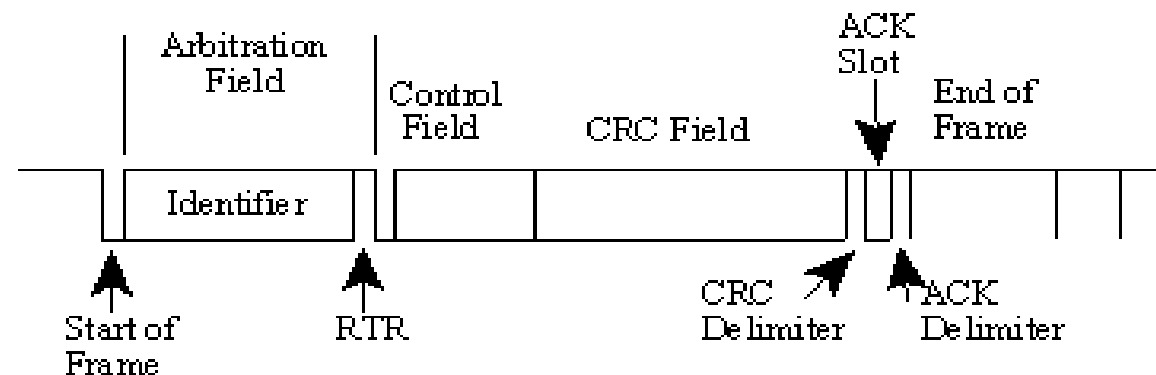 Arbitration
Field
Control
Field
CRC Field
ACK
Slot
End of
Frame
Identifier
Start of
Frame
RTR
CRC
Delimiter
ACK
Delimiter